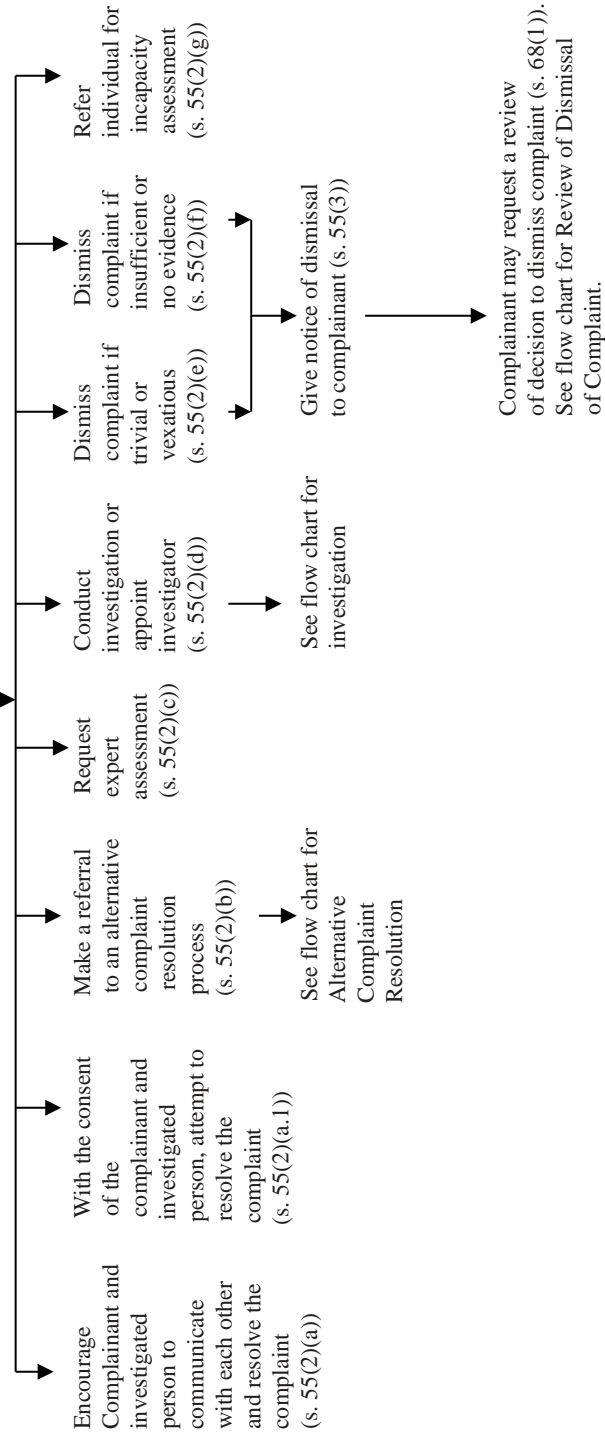 Encourage
Complainant and
investigated
person to
communicate
with each other
and resolve the
complaint
(s. 55(2)(a))
With the consent
of the
complainant and
investigated
person, attempt to
resolve the
complaint
(s. 55(2)(a.1))
Make a referral
to an alternative
complaint
resolution
process
(s. 55(2)(b))
See flow chart for
Alternative
Complaint
Resolution
Request
expert
assessment
(s. 55(2)(c))
Conduct
investigation or
appoint
investigator
(s. 55(2)(d))
See flow chart for
investigation
Dismiss
complaint if
trivial or
vexatious
(s. 55(2)(e))
Dismiss
complaint if
insufficient or
no evidence
(s. 55(2)(f))
Give notice of dismissal
to complainant (s. 55(3))
Complainant may request a review
of decision to dismiss complaint (s. 68(1)).
See flow chart for Review of Dismissal
of Complaint.
Refer
individual for
incapacity
assessment
(s. 55(2)(g)